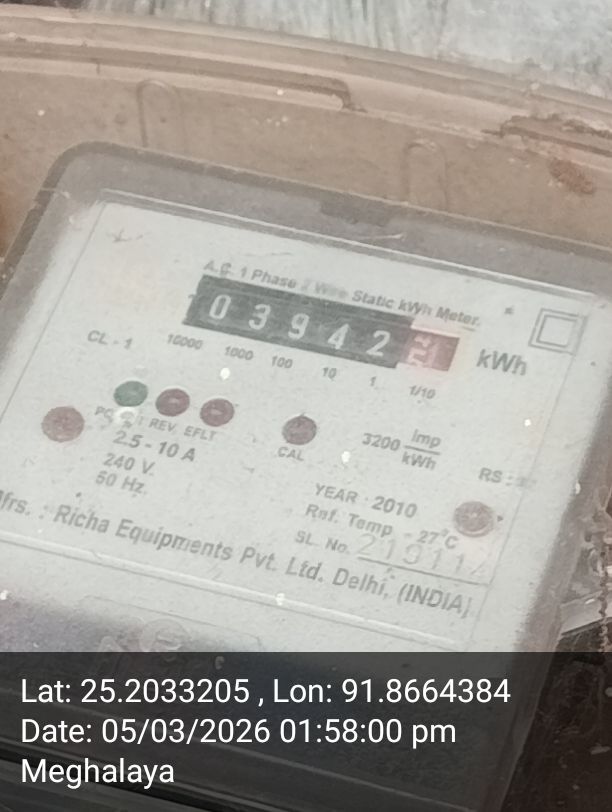 A.C. 1 Phase 2 Wire Static kWh Meter.
0 3 9 4 2
kWh
CL - 1
10000 1000 100 10 1 1/10
REV EFLT
CAL
3200 imp/kWh
2.5 - 10 A
240 V.
50 Hz.
RS :
YEAR : 2010
Ref. Temp - 27°C
SL. No. 219114
Mfrs. : Richa Equipments Pvt. Ltd. Delhi, (INDIA)
Lat: 25.2033205 , Lon: 91.8664384
Date: 05/03/2026 01:58:00 pm
Meghalaya